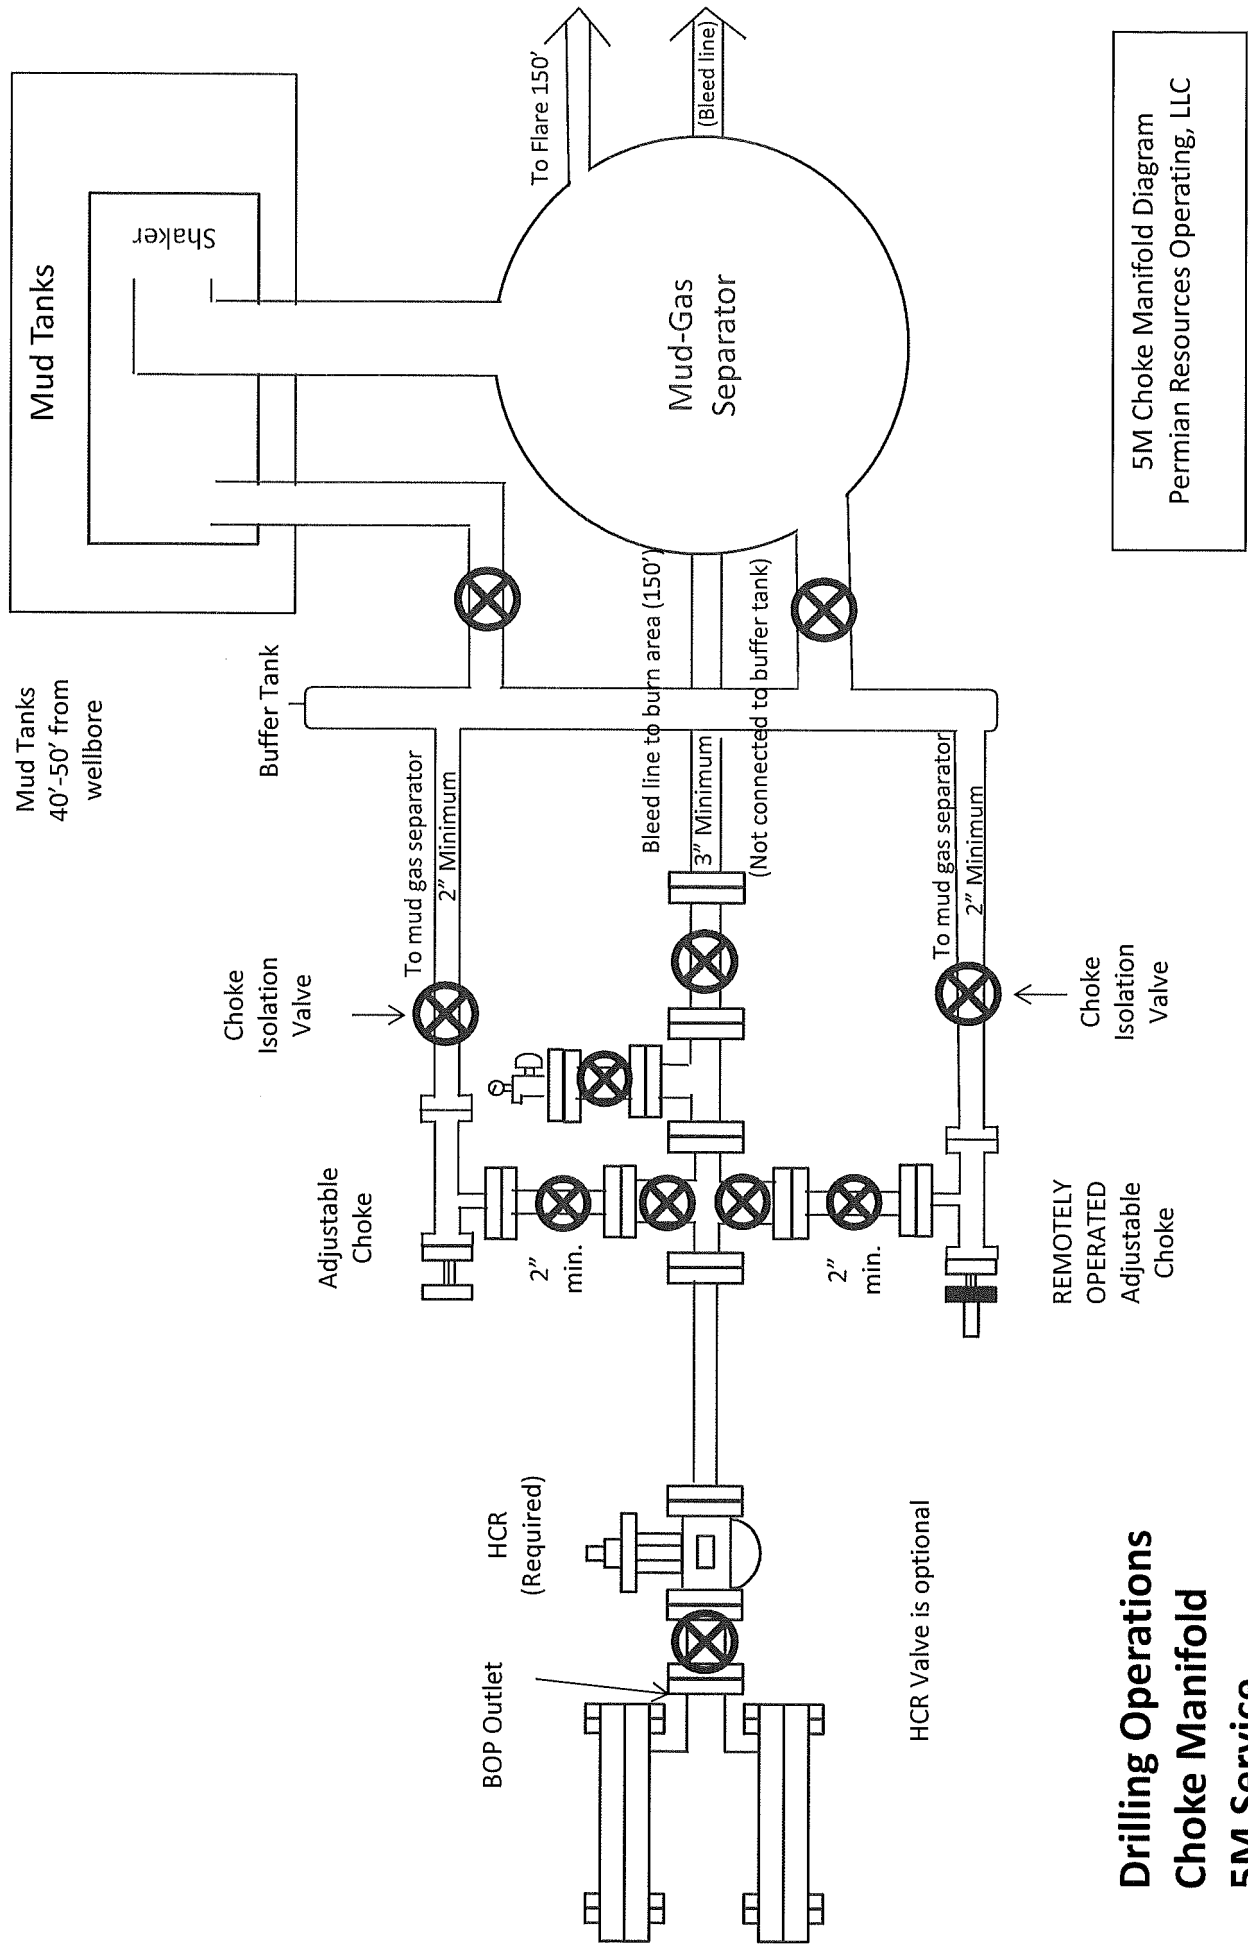 Mud Tanks
40'-50' from
wellbore
Mud Tanks
Shaker
Buffer Tank
To Flare 150'
(Bleed line)
Mud-Gas
Separator
Choke
Isolation
Valve
To mud gas separator
2" Minimum
Bleed line to burn area (150')
3" Minimum
(Not connected to buffer tank)
To mud gas separator
2" Minimum
Choke
Isolation
Valve
Adjustable
Choke
2"
min.
2"
min.
REMOTELY
OPERATED
Adjustable
Choke
HCR
(Required)
BOP Outlet
HCR Valve is optional
Drilling Operations
Choke Manifold
5M Service
5M Choke Manifold Diagram
Permian Resources Operating, LLC